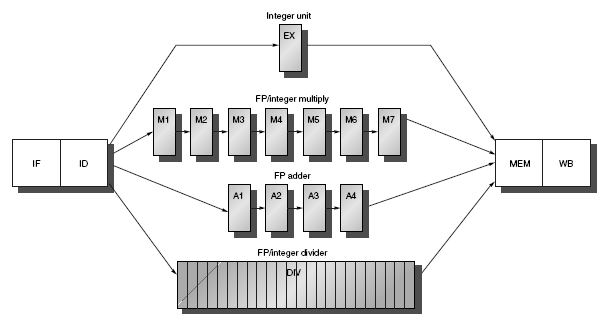 Integer unit
EX
FP/integer multiply
M1 M2 M3 M4 M5 M6 M7
IF ID MEM WB
FP adder
A1 A2 A3 A4
FP/integer divider
DIV